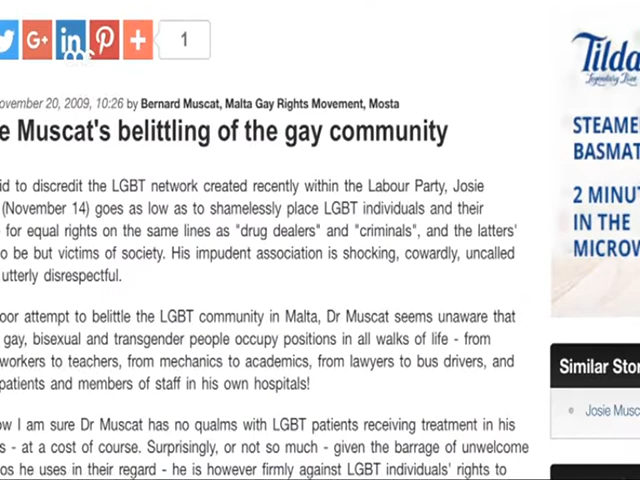 G+ in
1
ovember 20, 2009, 10:26 by Bernard Muscat, Malta Gay Rights Movement, Mosta
e Muscat's belittling of the gay community
id to discredit the LGBT network created recently within the Labour Party, Josie
(November 14) goes as low as to shamelessly place LGBT individuals and their
for equal rights on the same lines as "drug dealers" and "criminals", and the latters'
o be but victims of society. His impudent association is shocking, cowardly, uncalled
utterly disrespectful.
oor attempt to belittle the LGBT community in Malta, Dr Muscat seems unaware that
gay, bisexual and transgender people occupy positions in all walks of life - from
workers to teachers, from mechanics to academics, from lawyers to bus drivers, and
patients and members of staff in his own hospitals!
ow I am sure Dr Muscat has no qualms with LGBT patients receiving treatment in his
s - at a cost of course. Surprisingly, or not so much - given the barrage of unwelcome
os he uses in their regard - he is however firmly against LGBT individuals' rights to
Tilda
STEAME
BASMAT
2 MINUT
IN THE
MICROW
Similar Stor
Josie Musc